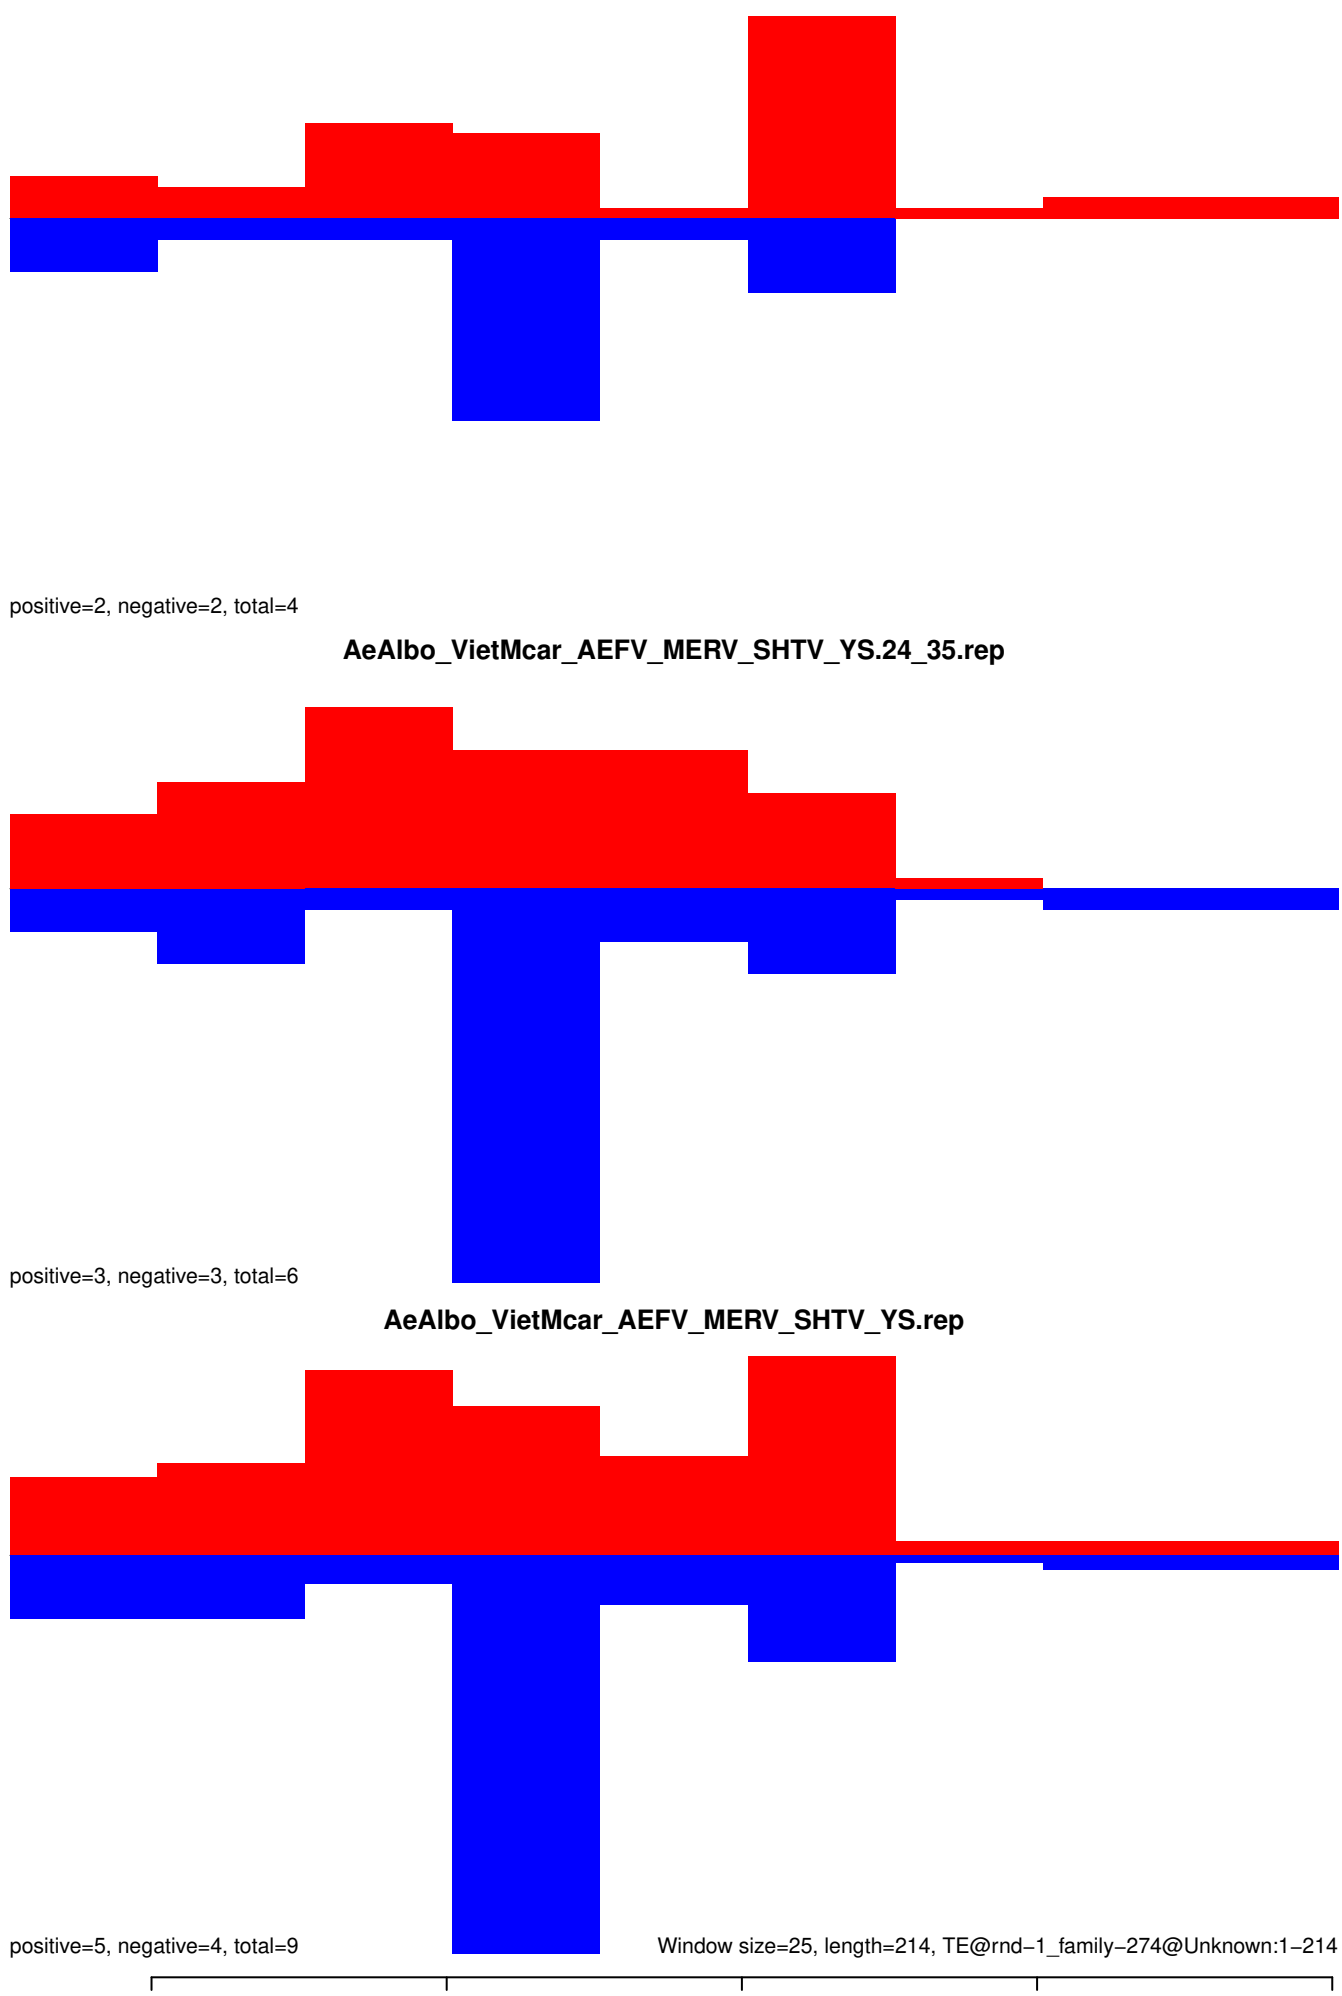 positive=2, negative=2, total=4
AeAlbo_VietMcar_AEFV_MERV_SHTV_YS.24_35.rep
positive=3, negative=3, total=6
AeAlbo_VietMcar_AEFV_MERV_SHTV_YS.rep
positive=5, negative=4, total=9
Window size=25, length=214, TE@rnd−1_family−274@Unknown:1−214